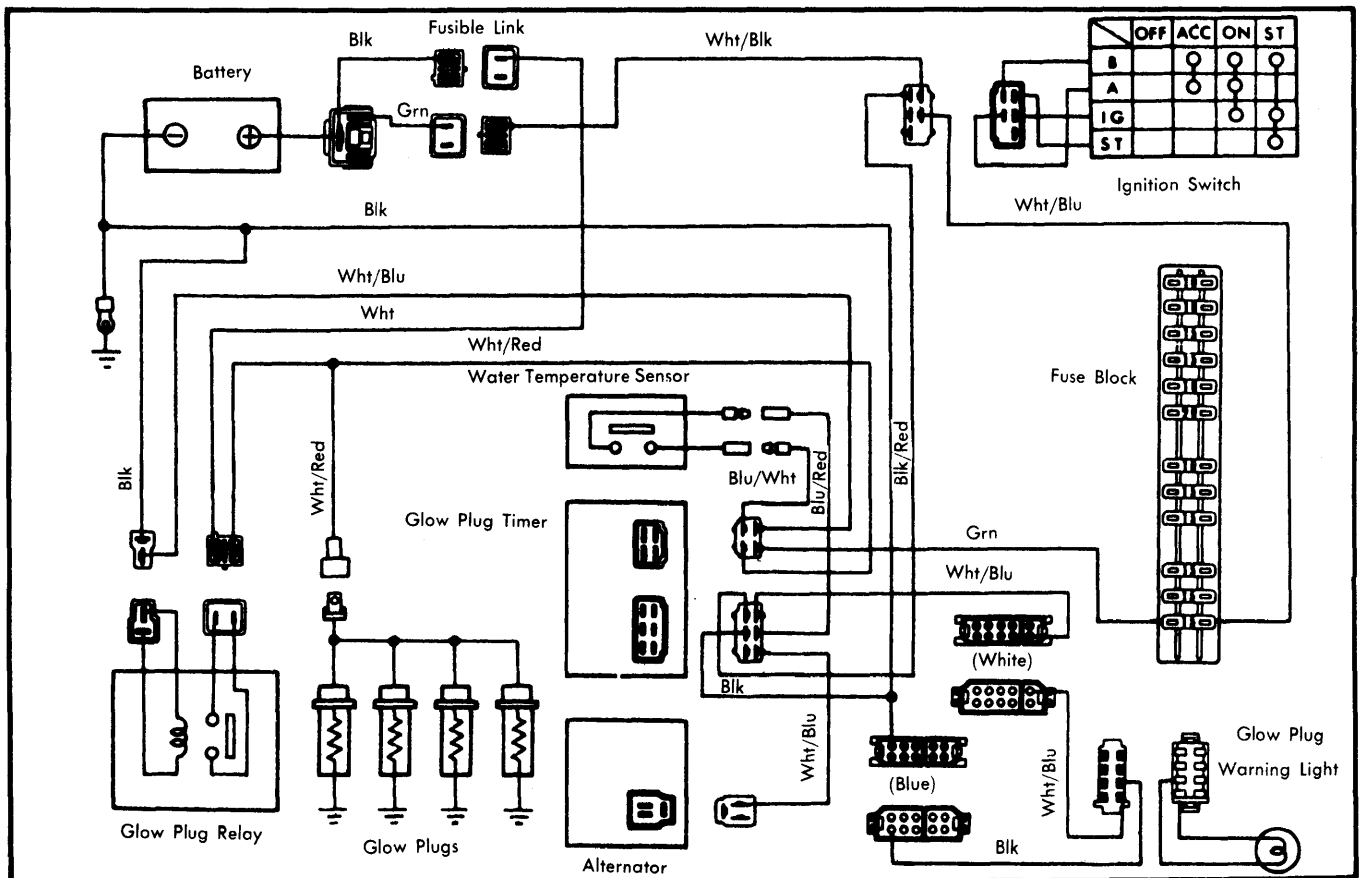 Fusible Link
Blk
Wht/Blk
OFF ACC ON ST
B
A
IG
ST
Battery
Grn
Ignition Switch
Blk
Wht/Blu
Wht/Blu
Wht
Wht/Red
Water Temperature Sensor
Fuse Block
Blk
Wht/Red
Blu/Wht
Blu/Red
Blk/Red
Glow Plug Timer
Grn
Wht/Blu
(White)
Blk
Wht/Blu
(Blue)
Wht/Blu
Glow Plug
Warning Light
Glow Plug Relay
Glow Plugs
Alternator
Blk